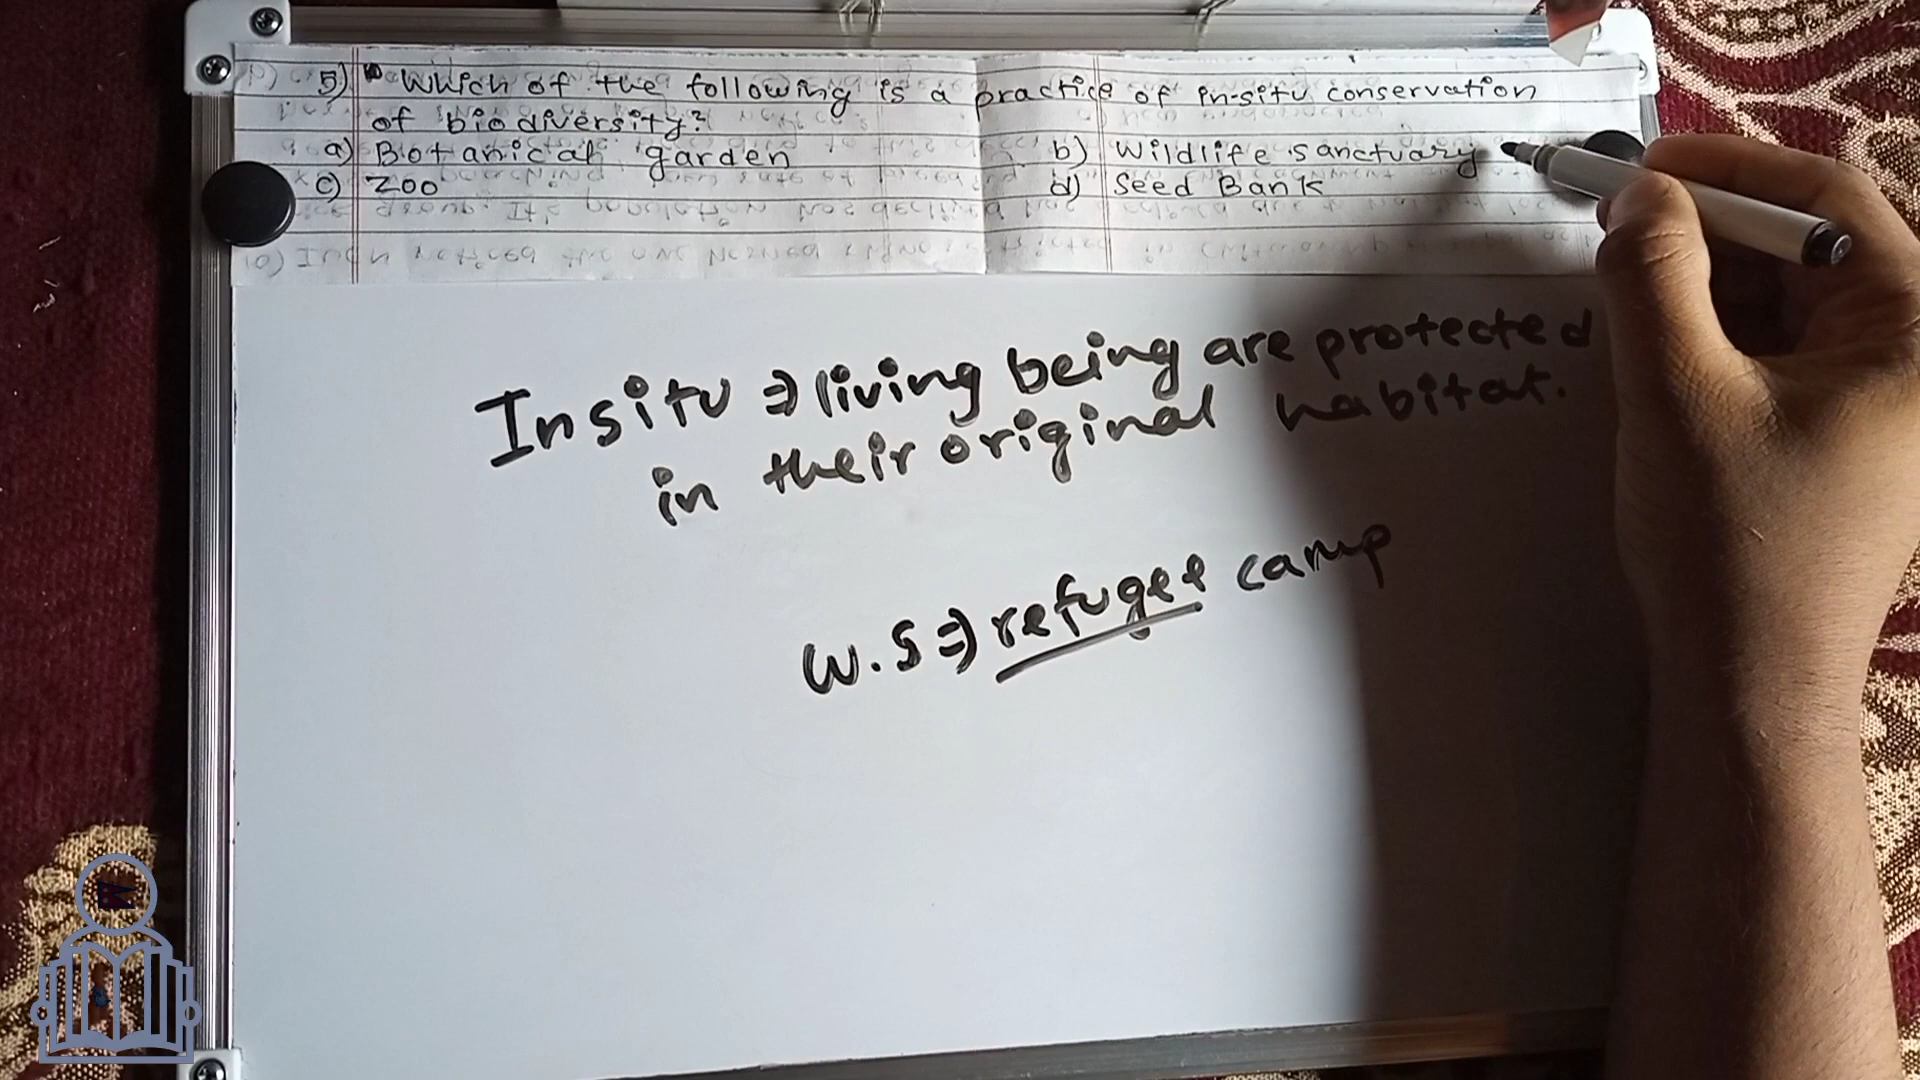 5) Which of the following is a practice of in-situ conservation
of biodiversity?
a) Botanical garden b) Wildlife sanctuary
c) Zoo d) Seed Bank
Insitu ⇒ living being are protected
in their original habitat.
W.S ⇒ refugee camp